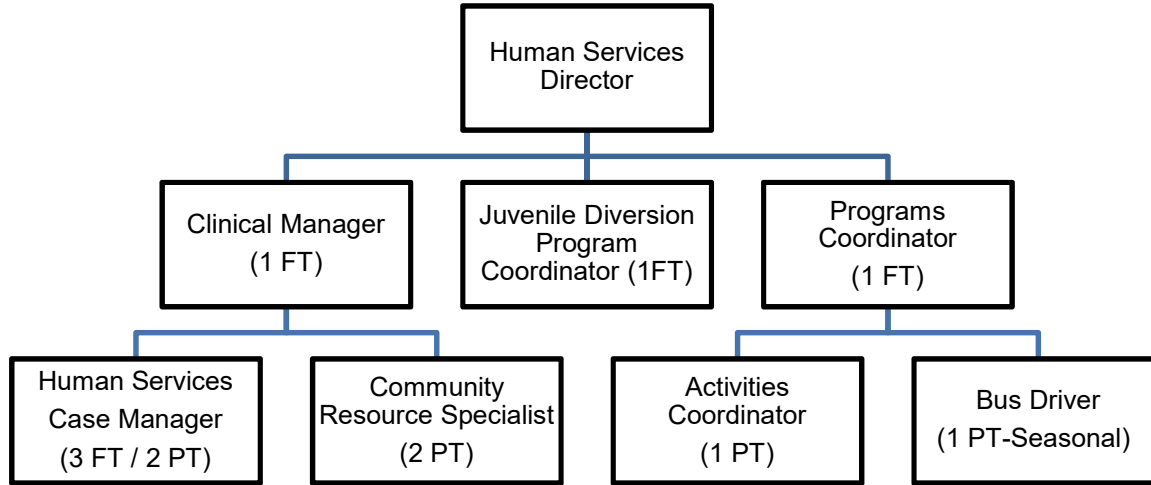 Human Services
Director
Clinical Manager
(1 FT)
Juvenile Diversion
Program
Coordinator (1FT)
Programs
Coordinator
(1 FT)
Human Services
Case Manager
(3 FT / 2 PT)
Community
Resource Specialist
(2 PT)
Activities
Coordinator
(1 PT)
Bus Driver
(1 PT-Seasonal)